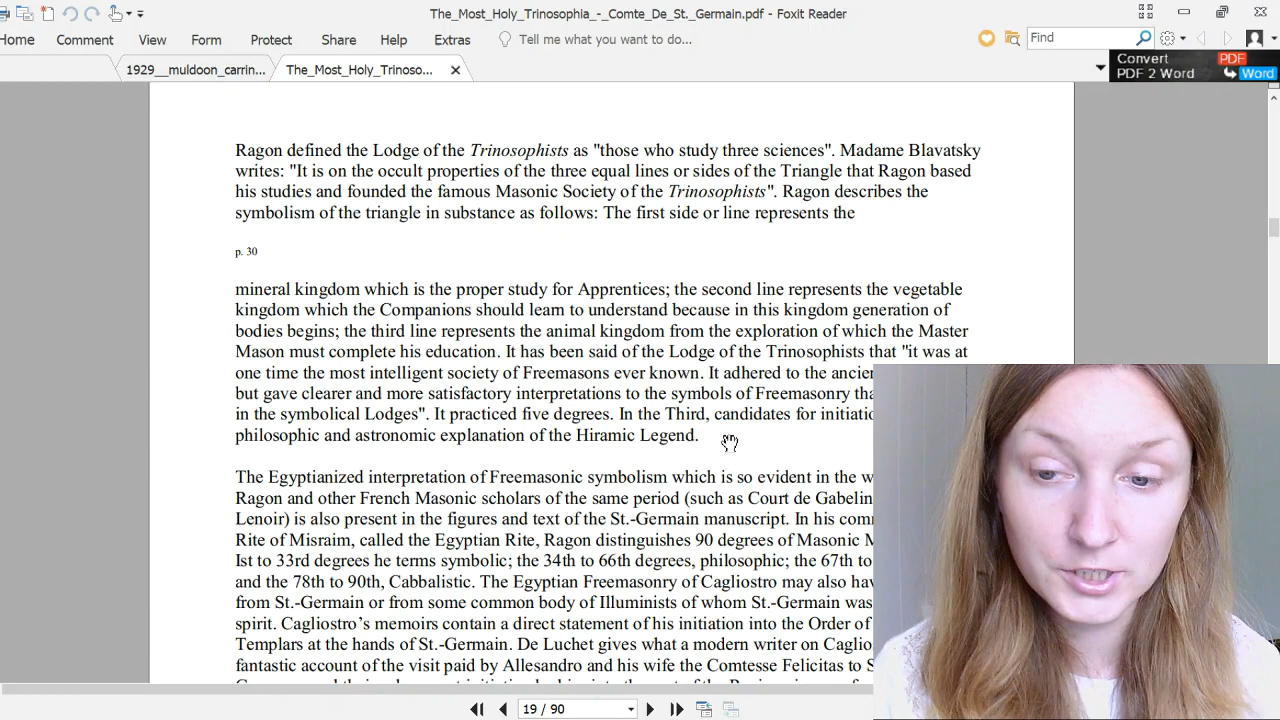 The_Most_Holy_Trinosophia_-_Comte_De_St._Germain.pdf - Foxit Reader
Home Comment View Form Protect Share Help Extras Tell me what you want to do... Find
1929__muldoon_carrin... The_Most_Holy_Trinoso...
Convert PDF
PDF 2 Word Word
Ragon defined the Lodge of the Trinosophists as "those who study three sciences". Madame Blavatsky
writes: "It is on the occult properties of the three equal lines or sides of the Triangle that Ragon based
his studies and founded the famous Masonic Society of the Trinosophists". Ragon describes the
symbolism of the triangle in substance as follows: The first side or line represents the
p. 30
mineral kingdom which is the proper study for Apprentices; the second line represents the vegetable
kingdom which the Companions should learn to understand because in this kingdom generation of
bodies begins; the third line represents the animal kingdom from the exploration of which the Master
Mason must complete his education. It has been said of the Lodge of the Trinosophists that "it was at
one time the most intelligent society of Freemasons ever known. It adhered to the
but gave clearer and more satisfactory interpretations to the symbols of Freemasonry
in the symbolical Lodges". It practiced five degrees. In the Third, candidates for
philosophic and astronomic explanation of the Hiramic Legend.
The Egyptianized interpretation of Freemasonic symbolism which is so evident in the
Ragon and other French Masonic scholars of the same period (such as Court de
Lenoir) is also present in the figures and text of the St.-Germain manuscript. In his
Rite of Misraim, called the Egyptian Rite, Ragon distinguishes 90 degrees of Masonic
Ist to 33rd degrees he terms symbolic; the 34th to 66th degrees, philosophic; the 67th to
and the 78th to 90th, Cabbalistic. The Egyptian Freemasonry of Cagliostro may also
from St.-Germain or from some common body of Illuminists of whom St.-Germain was
spirit. Cagliostro's memoirs contain a direct statement of his initiation into the Order of
Templars at the hands of St.-Germain. De Luchet gives what a modern writer on
fantastic account of the visit paid by Allesandro and his wife the Comtesse Felicitas to
19 / 90